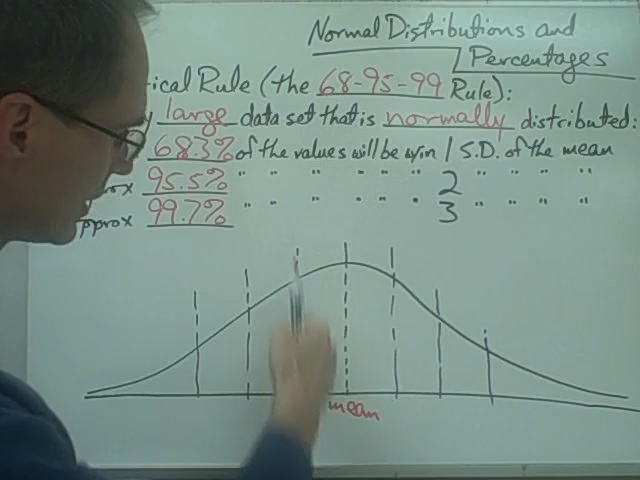 Normal Distributions and
Percentages
ical Rule (the 68-95-99 Rule):
large data set that is normally distributed:
68.3% of the values will be w/in 1 S.D. of the mean
ox 95.5% " " " " " " " 2 " " " "
pprox 99.7% " " " " " " " 3 " " " "
mean